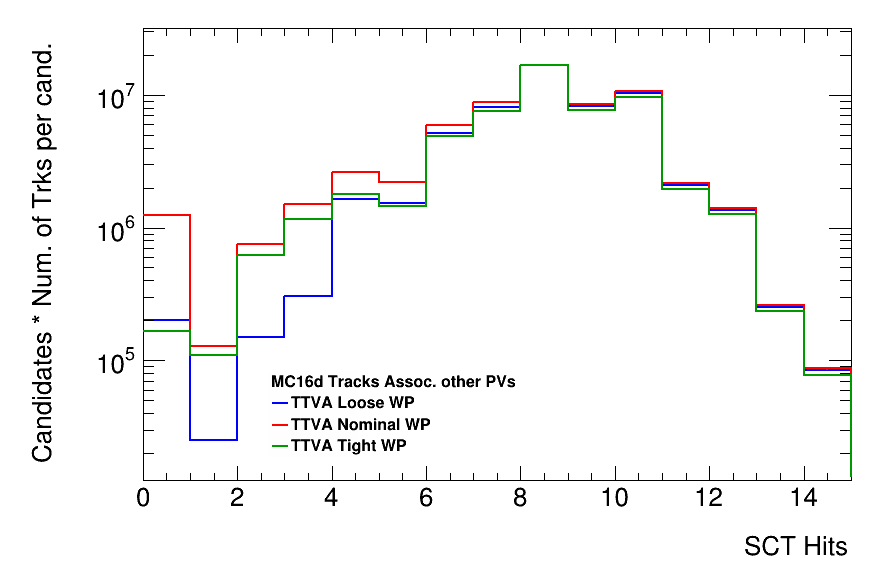 Candidates * Num. of Trks per cand.
10^7
10^6
10^5
MC16d Tracks Assoc. other PVs
TTVA Loose WP
TTVA Nominal WP
TTVA Tight WP
0 2 4 6 8 10 12 14
SCT Hits